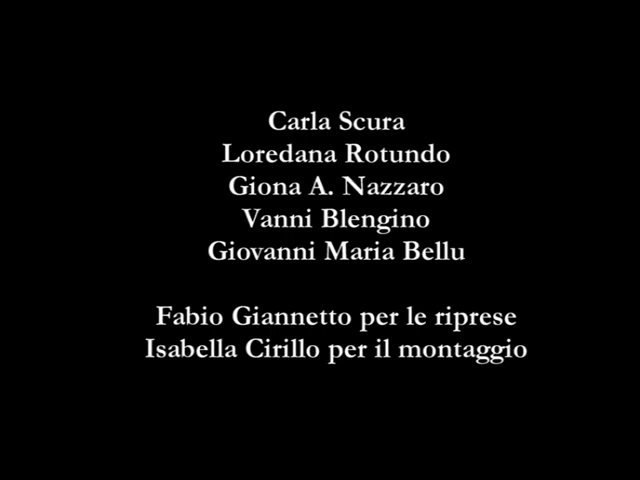 Carla Scura
Loredana Rotundo
Giona A. Nazzaro
Vanni Blengino
Giovanni Maria Bellu
Fabio Giannetto per le riprese
Isabella Cirillo per il montaggio